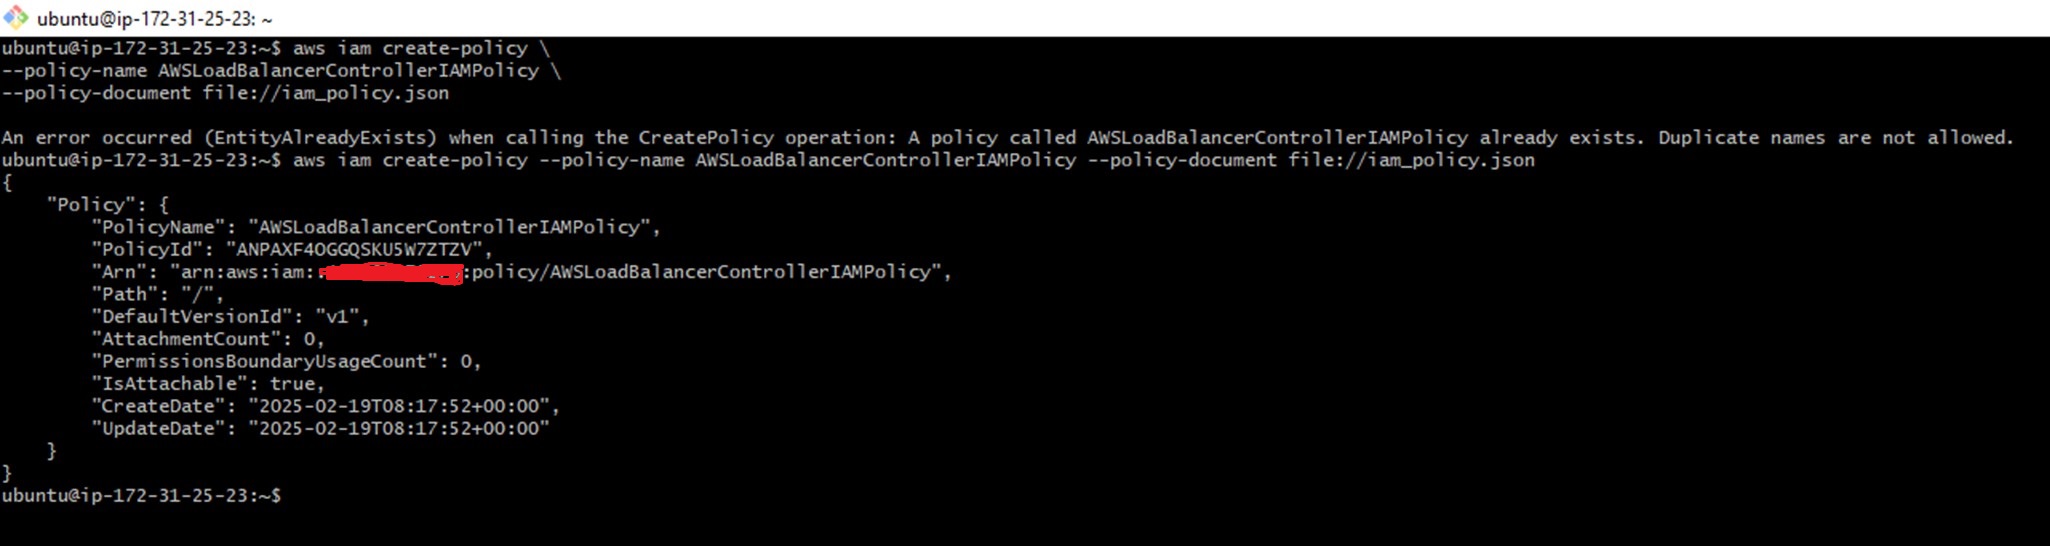 ubuntu@ip-172-31-25-23: ~
ubuntu@ip-172-31-25-23:~$ aws iam create-policy \
--policy-name AWSLoadBalancerControllerIAMPolicy \
--policy-document file://iam_policy.json
An error occurred (EntityAlreadyExists) when calling the CreatePolicy operation: A policy called AWSLoadBalancerControllerIAMPolicy already exists. Duplicate names are not allowed.
ubuntu@ip-172-31-25-23:~$ aws iam create-policy --policy-name AWSLoadBalancerControllerIAMPolicy --policy-document file://iam_policy.json
{
    "Policy": {
        "PolicyName": "AWSLoadBalancerControllerIAMPolicy",
        "PolicyId": "ANPAXF4OGGQSKU5W7ZTZV",
        "Arn": "arn:aws:iam: :policy/AWSLoadBalancerControllerIAMPolicy",
        "Path": "/",
        "DefaultVersionId": "v1",
        "AttachmentCount": 0,
        "PermissionsBoundaryUsageCount": 0,
        "IsAttachable": true,
        "CreateDate": "2025-02-19T08:17:52+00:00",
        "UpdateDate": "2025-02-19T08:17:52+00:00"
    }
}
ubuntu@ip-172-31-25-23:~$